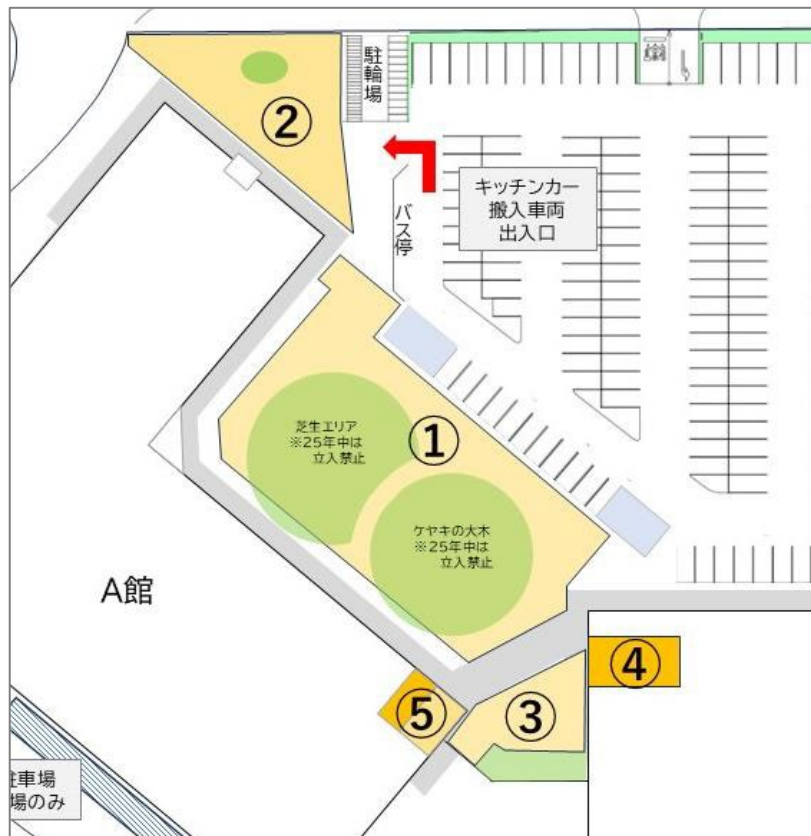 駐輪場
②
キッチンカー
搬入車両
出入口
バス停
①
芝生エリア
※25年中は
立入禁止
ケヤキの大木
※25年中は
立入禁止
A館
④
⑤
③
車場
場のみ